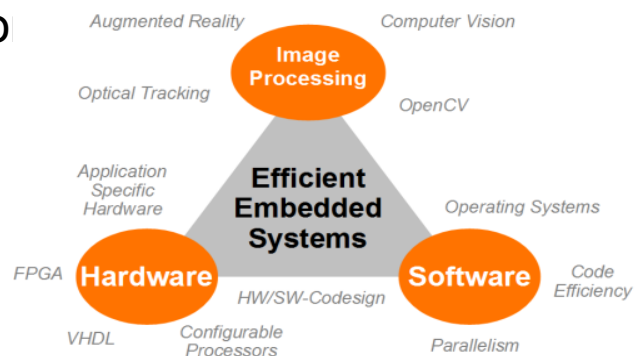 Augmented Reality
Computer Vision
Image
Processing
Optical Tracking
OpenCV
Application
Specific
Hardware
Efficient
Embedded
Systems
Operating Systems
FPGA
Hardware
Software
Code
Efficiency
HW/SW-Codesign
VHDL
Configurable
Processors
Parallelism